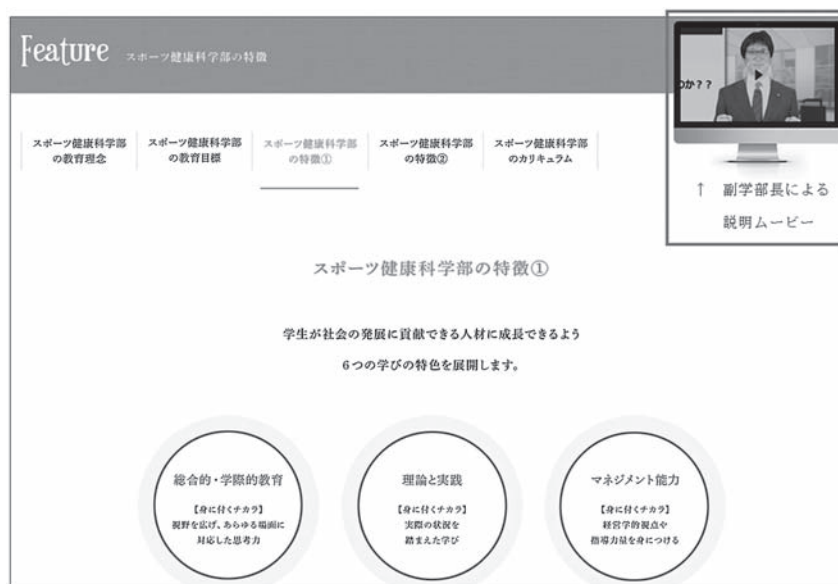 Feature スポーツ健康科学部の特徴
のか？？
スポーツ健康科学部
の教育理念
スポーツ健康科学部
の教育目標
スポーツ健康科学部
の特徴①
スポーツ健康科学部
の特徴②
スポーツ健康科学部
のカリキュラム
↑ 副学部長による
説明ムービー
スポーツ健康科学部の特徴①
学生が社会の発展に貢献できる人材に成長できるよう
6つの学びの特色を展開します。
総合的・学際的教育
【身に付くチカラ】
視野を広げ、あらゆる場面に
対応した思考力
理論と実践
【身に付くチカラ】
実際の状況を
踏まえた学び
マネジメント能力
【身に付くチカラ】
経営学的視点や
指導力量を身につける